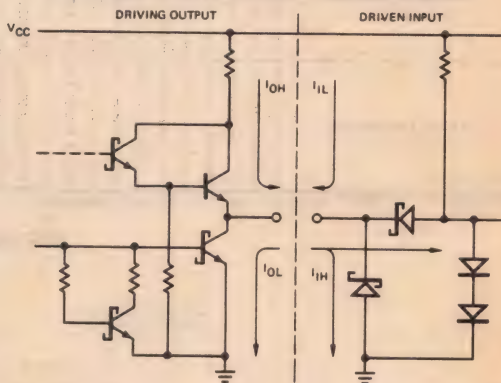 DRIVING OUTPUT
DRIVEN INPUT
VCC
IOH
IIL
IOL
IIH